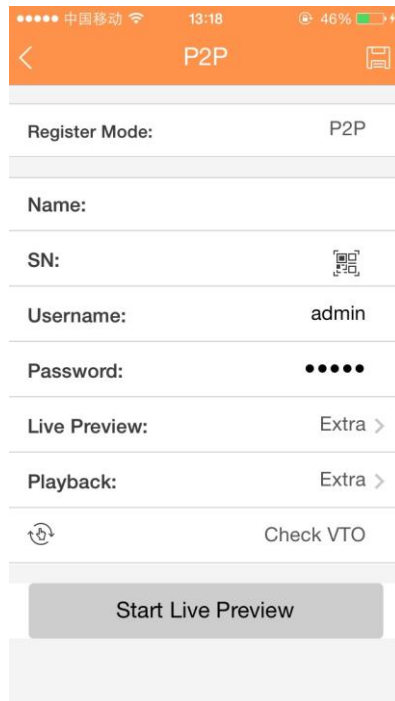 中国移动 13:18 46%
P2P
Register Mode: P2P
Name:
SN:
Username: admin
Password: •••••
Live Preview: Extra
Playback: Extra
Check VTO
Start Live Preview